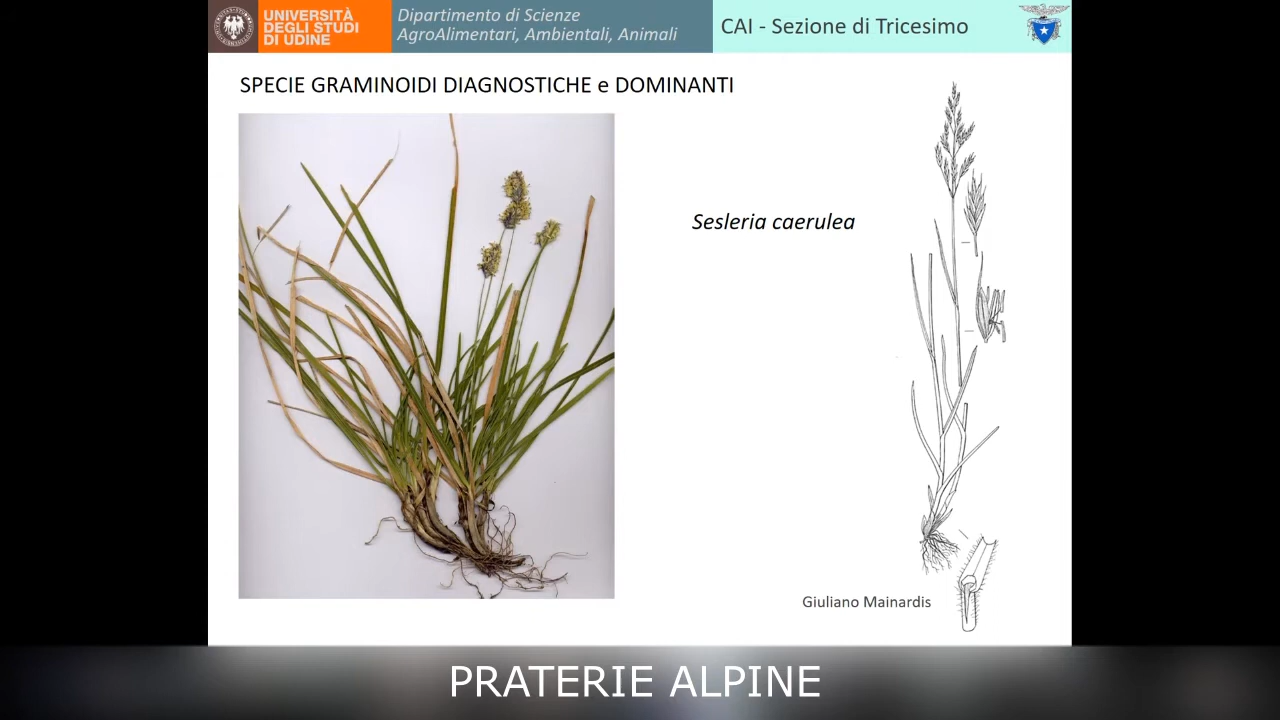 UNIVERSITÀ
DEGLI STUDI
DI UDINE
Dipartimento di Scienze
AgroAlimentari, Ambientali, Animali
CAI - Sezione di Tricesimo
SPECIE GRAMINOIDI DIAGNOSTICHE e DOMINANTI
Sesleria caerulea
Giuliano Mainardis
PRATERIE ALPINE